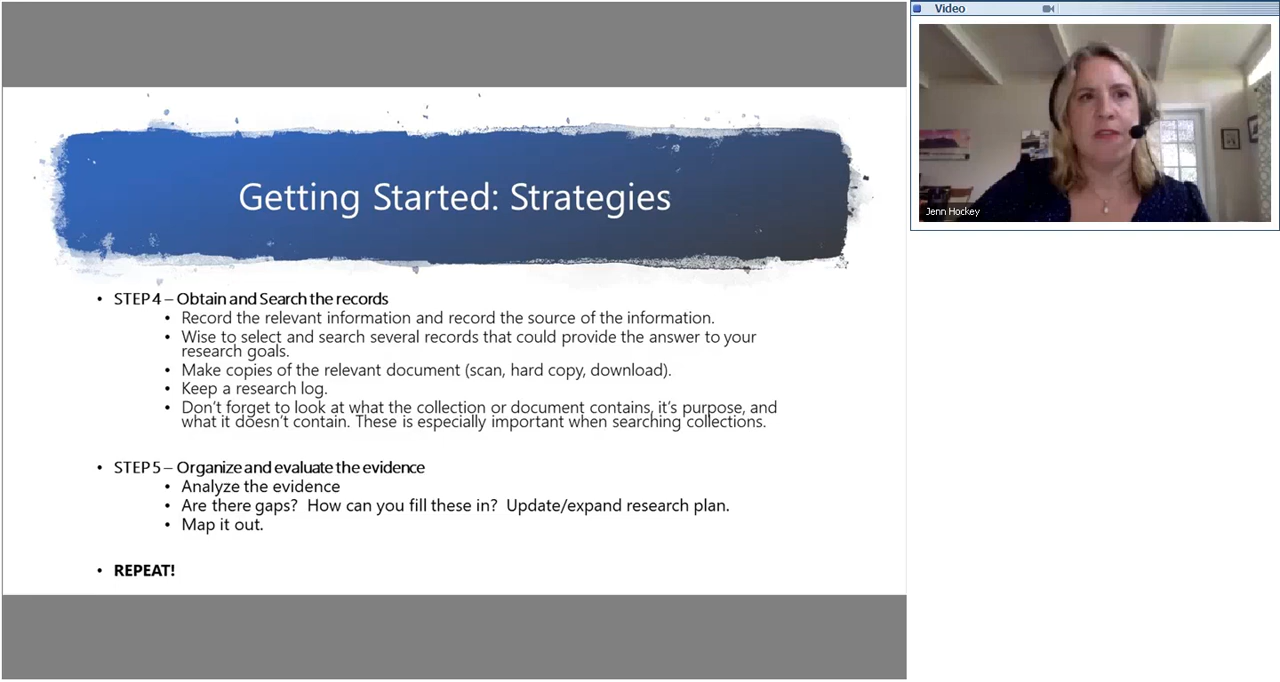 Video
Jenn Hockey
Getting Started: Strategies
• STEP 4 – Obtain and Search the records
• Record the relevant information and record the source of the information.
• Wise to select and search several records that could provide the answer to your
research goals.
• Make copies of the relevant document (scan, hard copy, download).
• Keep a research log.
• Don't forget to look at what the collection or document contains, it's purpose, and
what it doesn't contain. These is especially important when searching collections.
• STEP 5 – Organize and evaluate the evidence
• Analyze the evidence
• Are there gaps? How can you fill these in? Update/expand research plan.
• Map it out.
• REPEAT!